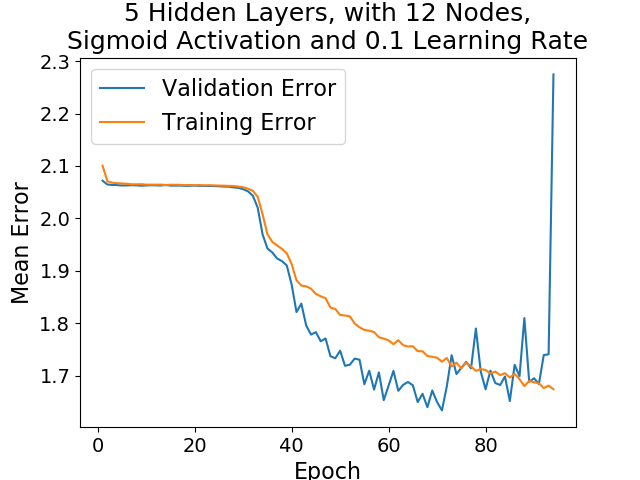 5 Hidden Layers, with 12 Nodes,
Sigmoid Activation and 0.1 Learning Rate
Validation Error
Training Error
Mean Error
2.3
2.2
2.1
2.0
1.9
1.8
1.7
0 20 40 60 80
Epoch